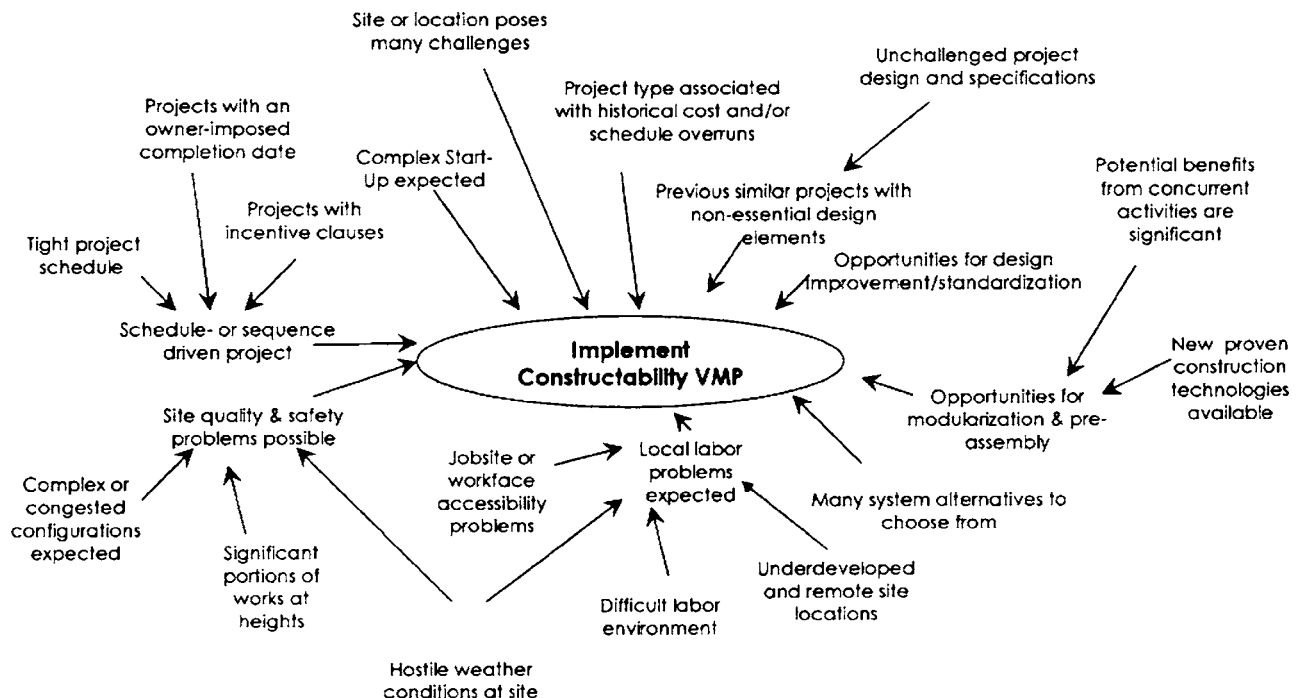 Site or location poses
many challenges
Unchallenged project
design and specifications
Project type associated
with historical cost and/or
schedule overruns
Projects with an
owner-imposed
completion date
Complex Start-
Up expected
Potential benefits
from concurrent
activities are
significant
Previous similar projects with
non-essential design
elements
Projects with
incentive clauses
Tight project
schedule
Opportunities for design
improvement/standardization
Schedule- or sequence
driven project
Implement
Constructability VMP
New proven
construction
technologies
available
Opportunities for
modularization & pre-
assembly
Site quality & safety
problems possible
Local labor
problems
expected
Jobsite or
workface
accessibility
problems
Complex or
congested
configurations
expected
Many system alternatives to
choose from
Significant
portions of
works at
heights
Underdeveloped
and remote site
locations
Difficult labor
environment
Hostile weather
conditions at site